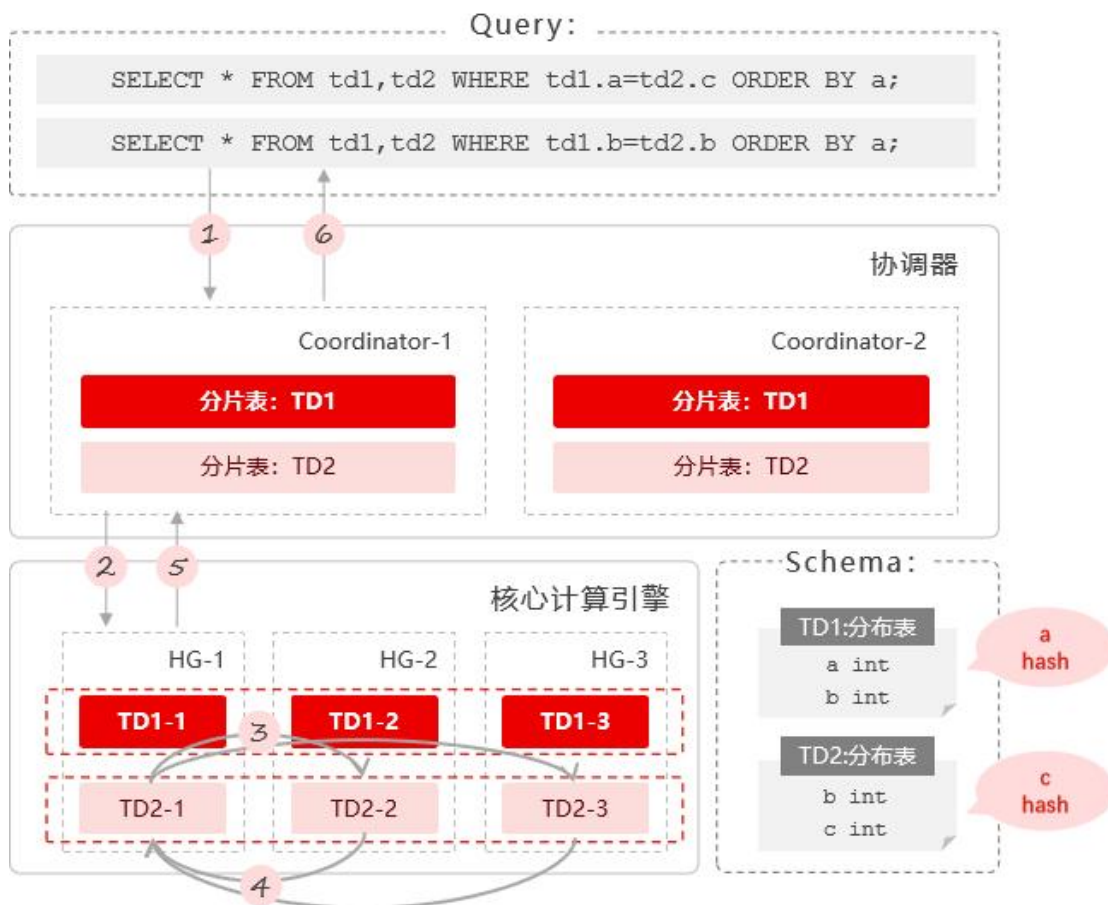 Query:
SELECT * FROM td1,td2 WHERE td1.a=td2.c ORDER BY a;
SELECT * FROM td1,td2 WHERE td1.b=td2.b ORDER BY a;
1
6
协调器
Coordinator-1
Coordinator-2
分片表: TD1
分片表: TD1
分片表: TD2
分片表: TD2
2
5
核心计算引擎
HG-1
HG-2
HG-3
TD1-1
3
TD1-2
TD1-3
TD2-1
TD2-2
TD2-3
4
Schema:
TD1:分布表
a int
b int
a
hash
TD2:分布表
b int
c int
c
hash